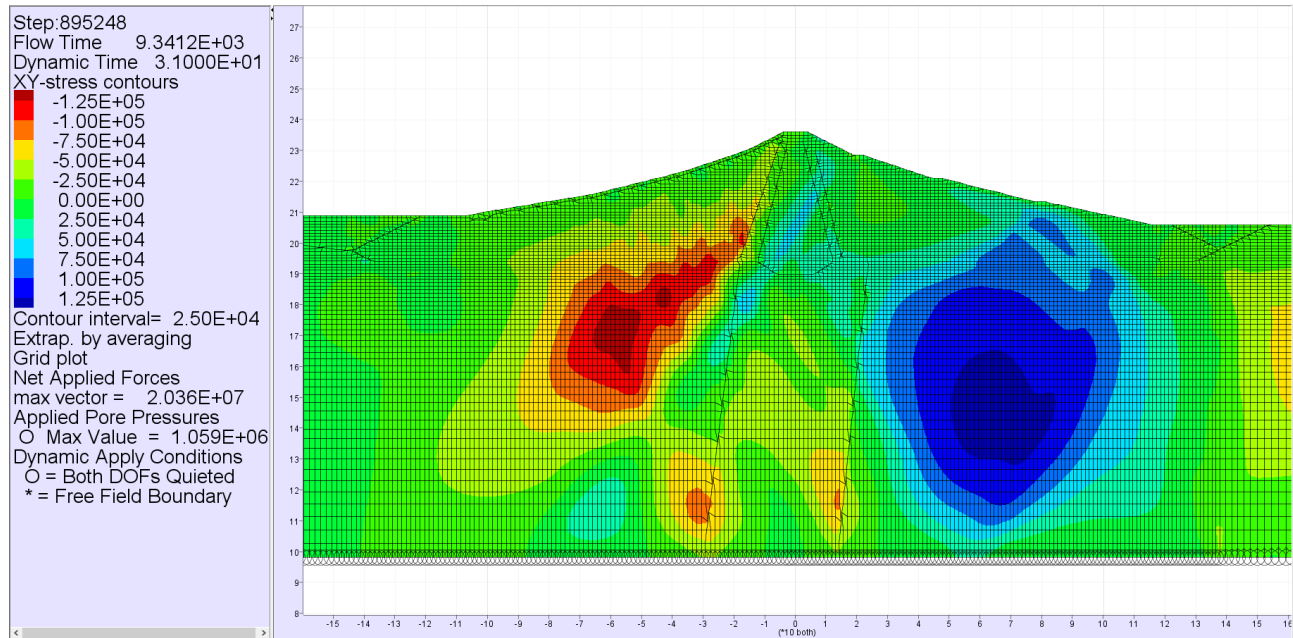 Step:895248
Flow Time 9.3412E+03
Dynamic Time 3.1000E+01
XY-stress contours
-1.25E+05
-1.00E+05
-7.50E+04
-5.00E+04
-2.50E+04
0.00E+00
2.50E+04
5.00E+04
7.50E+04
1.00E+05
1.25E+05
Contour interval= 2.50E+04
Extrap. by averaging
Grid plot
Net Applied Forces
max vector = 2.036E+07
Applied Pore Pressures
O Max Value = 1.059E+06
Dynamic Apply Conditions
O = Both DOFs Quieted
* = Free Field Boundary
27
26
25
24
23
22
21
20
19
18
17
16
15
14
13
12
11
10
9
8
-15 -14 -13 -12 -11 -10 -9 -8 -7 -6 -5 -4 -3 -2 -1 0 1 2 3 4 5 6 7 8 9 10 11 12 13 14 15 16
(*10 both)